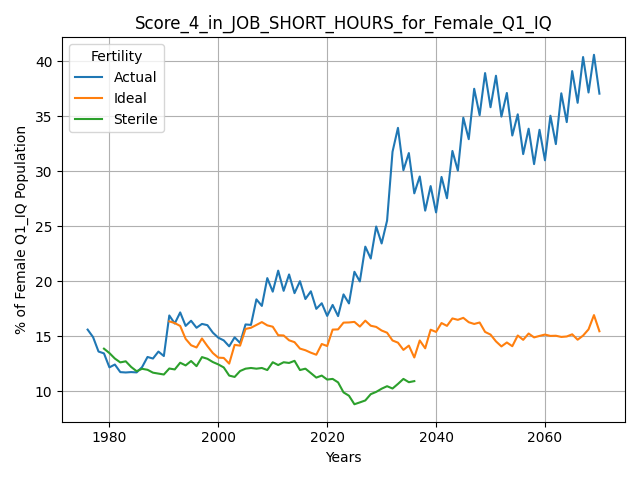 Score_4_in_JOB_SHORT_HOURS_for_Female_Q1_IQ
Fertility
Actual
Ideal
Sterile
% of Female Q1_IQ Population
40
35
30
25
20
15
10
1980
2000
2020
2040
2060
Years